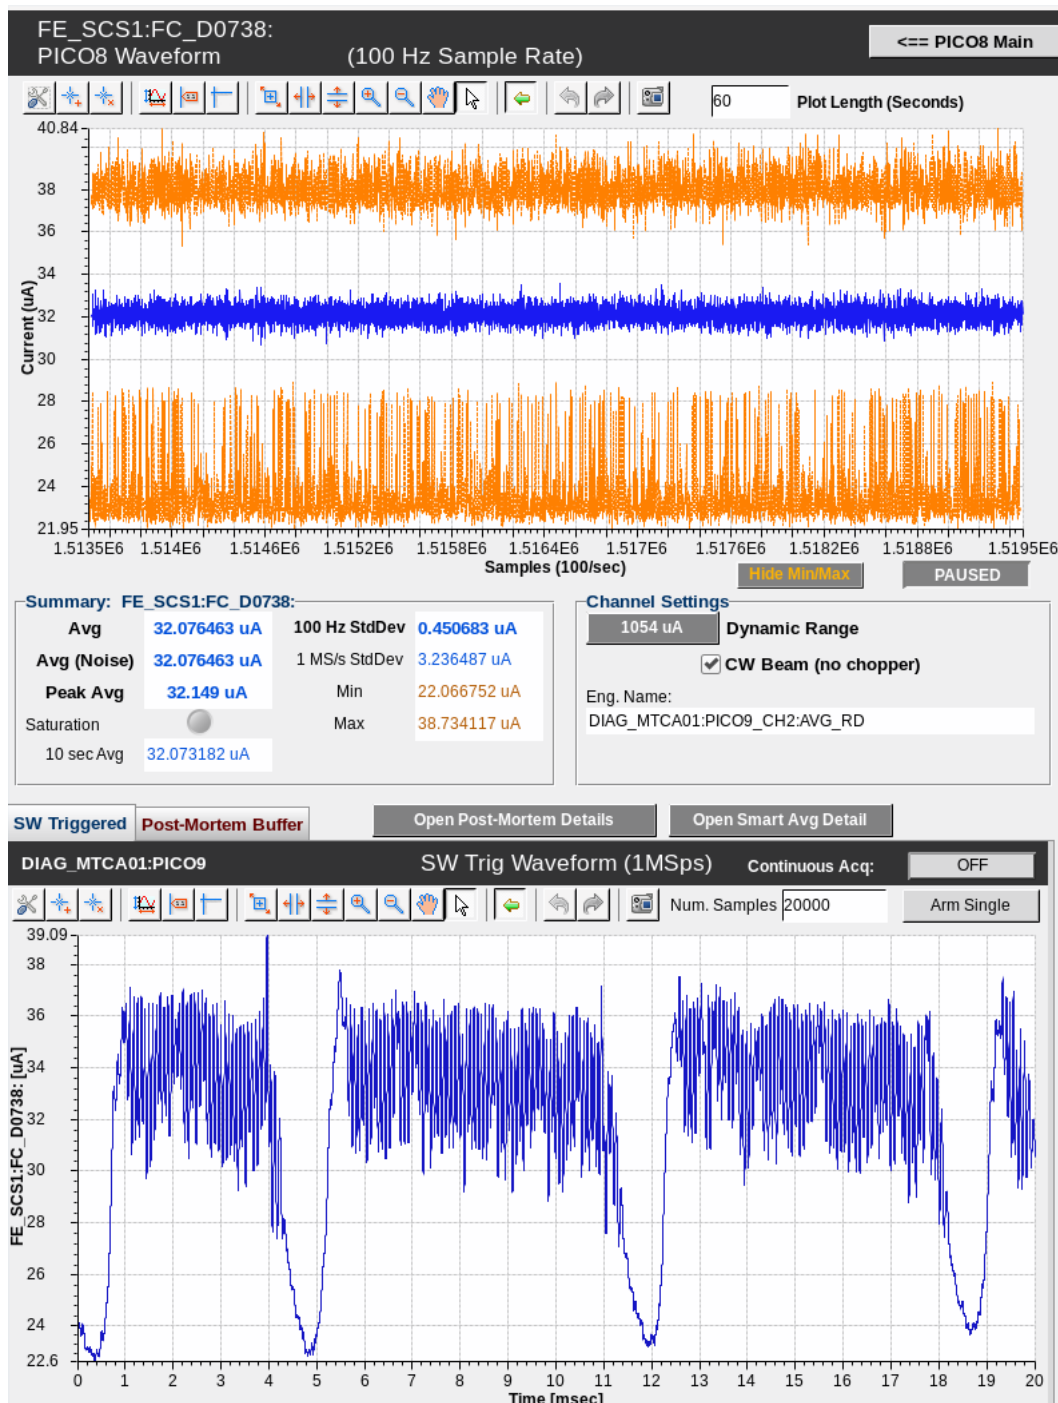 FE_SCS1:FC_D0738:
PICO8 Waveform (100 Hz Sample Rate)
<== PICO8 Main
60 Plot Length (Seconds)
40.84
38
36
34
32
30
28
26
24
21.95
Current (uA)
1.5135E6 1.514E6 1.5146E6 1.5152E6 1.5158E6 1.5164E6 1.517E6 1.5176E6 1.5182E6 1.5188E6 1.5195E6
Samples (100/sec)
Hide Min/Max PAUSED
Summary: FE_SCS1:FC_D0738:
Avg 32.076463 uA 100 Hz StdDev 0.450683 uA
Avg (Noise) 32.076463 uA 1 MS/s StdDev 3.236487 uA
Peak Avg 32.149 uA Min 22.066752 uA
Saturation Max 38.734117 uA
10 sec Avg 32.073182 uA
Channel Settings
1054 uA Dynamic Range
CW Beam (no chopper)
Eng. Name:
DIAG_MTCA01:PICO9_CH2:AVG_RD
SW Triggered Post-Mortem Buffer Open Post-Mortem Details Open Smart Avg Detail
DIAG_MTCA01:PICO9 SW Trig Waveform (1MSps) Continuous Acq: OFF
Num. Samples 20000 Arm Single
39.09
38
36
34
32
30
28
26
24
22.6
FE_SCS1:FC_D0738: [uA]
0 1 2 3 4 5 6 7 8 9 10 11 12 13 14 15 16 17 18 19 20
Time [msec]